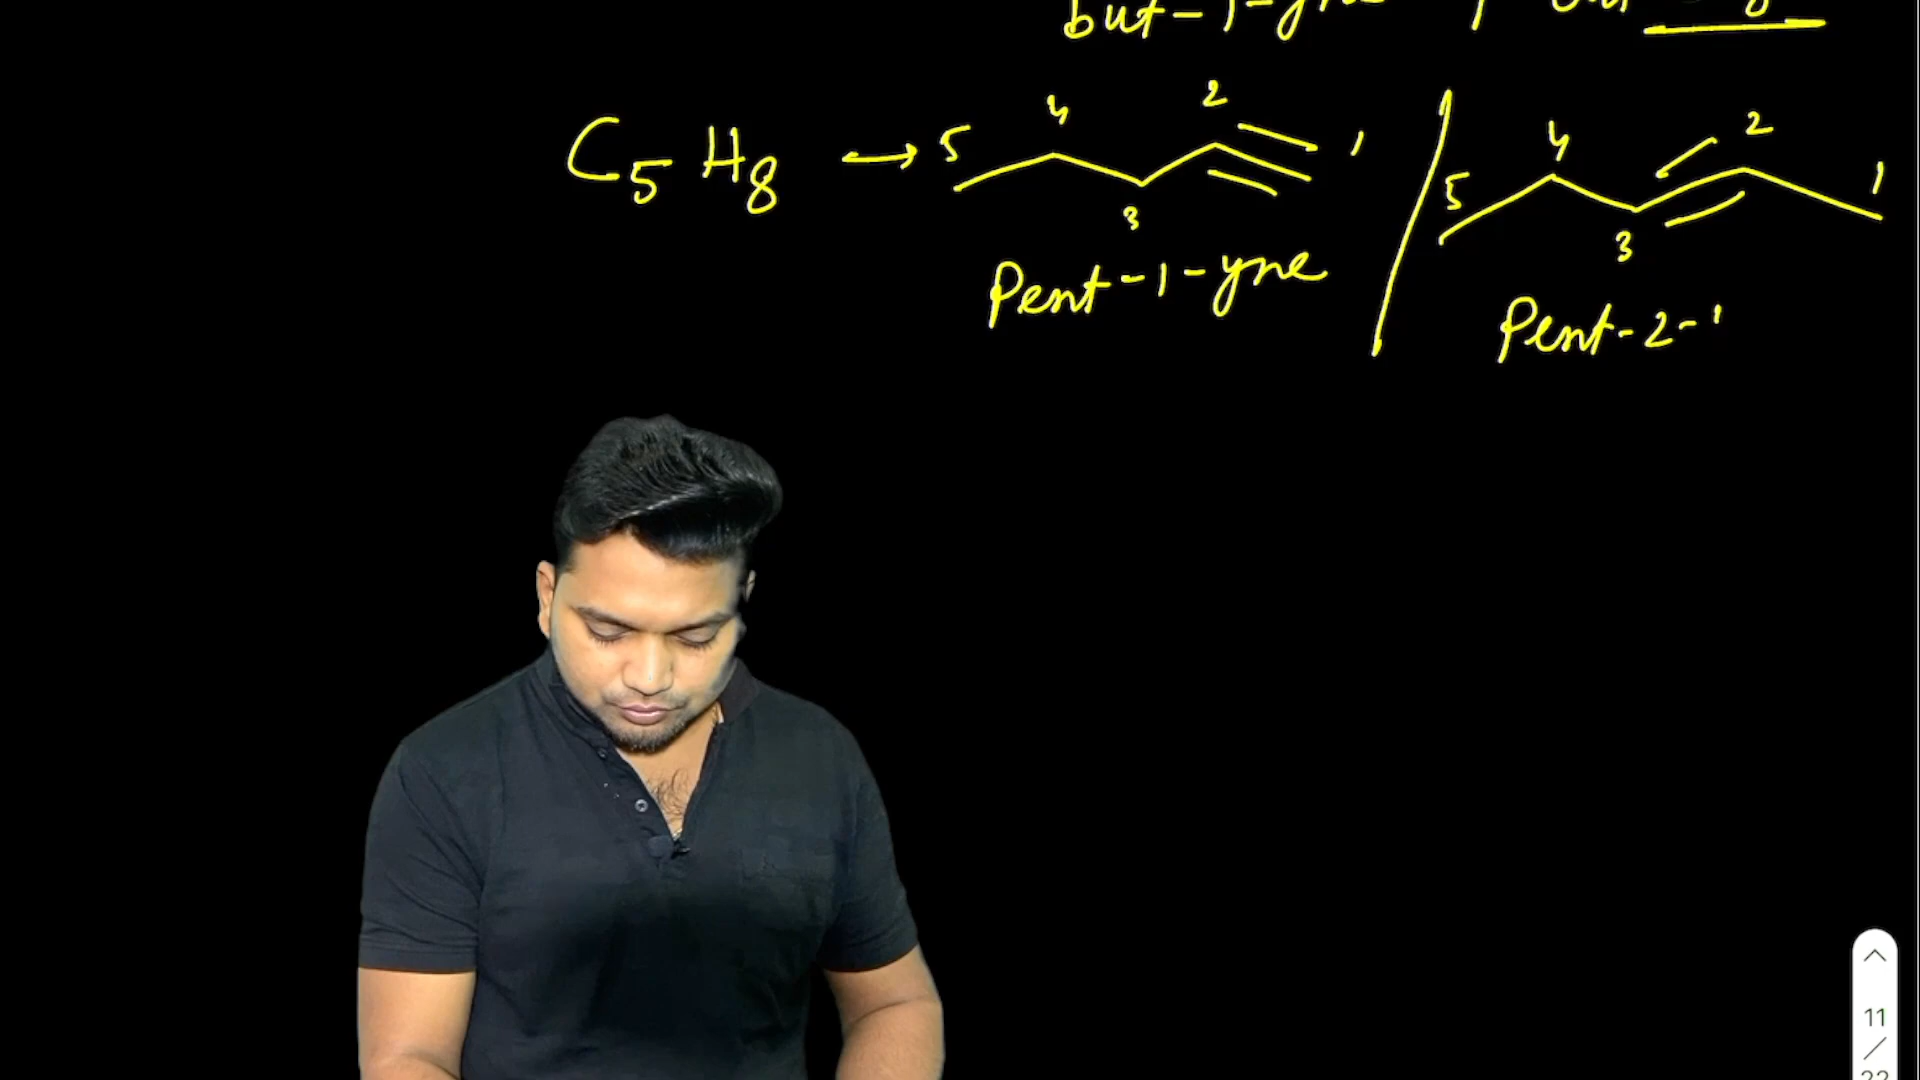 but-1-yne
C5H8 → 5 4 3 2 1 / 5 4 3 2 1
Pent-1-yne
Pent-2-
11
/
22